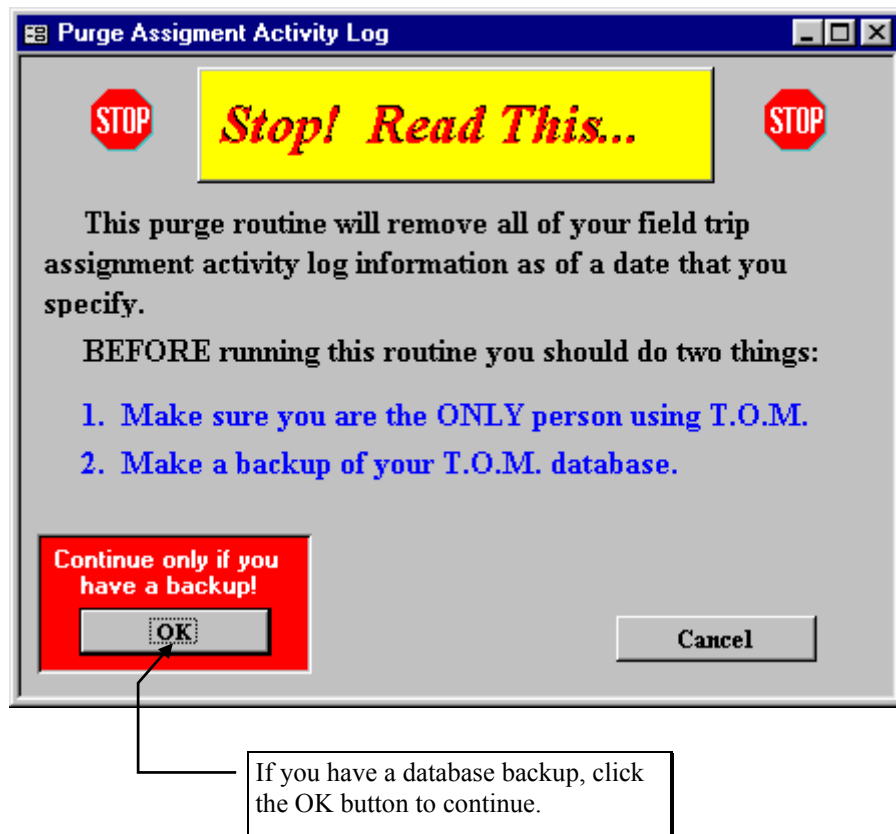 Purge Assigment Activity Log
STOP
Stop! Read This...
STOP
This purge routine will remove all of your field trip
assignment activity log information as of a date that you
specify.
BEFORE running this routine you should do two things:
1. Make sure you are the ONLY person using T.O.M.
2. Make a backup of your T.O.M. database.
Continue only if you
have a backup!
OK
Cancel
If you have a database backup, click
the OK button to continue.